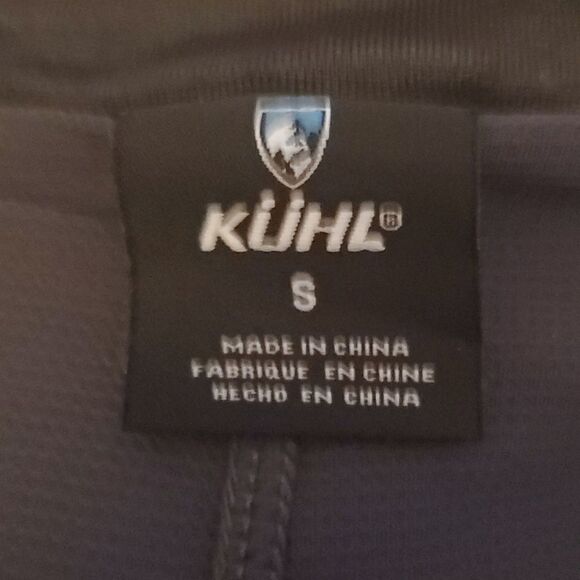 KÜHL®
S
MADE IN CHINA
FABRIQUE EN CHINE
HECHO EN CHINA